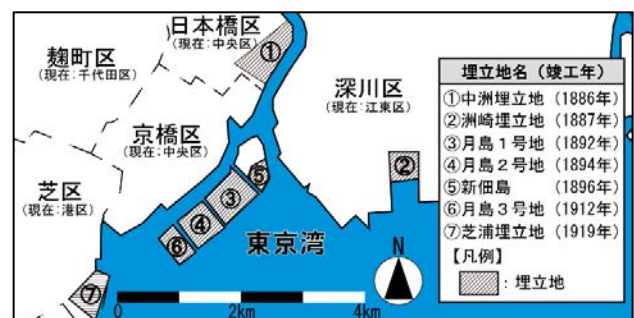 日本橋区
(現在:中央区)
①
麹町区
(現在:千代田区)
深川区
(現在:江東区)
京橋区
(現在:中央区)
芝区
(現在:港区)
②
⑤
③
④
⑥
⑦
東京湾
N
0
2km
4km
埋立地名(竣工年)
①中洲埋立地(1886年)
②洲崎埋立地(1887年)
③月島1号地(1892年)
④月島2号地(1894年)
⑤新佃島(1896年)
⑥月島3号地(1912年)
⑦芝浦埋立地(1919年)
【凡例】
:埋立地